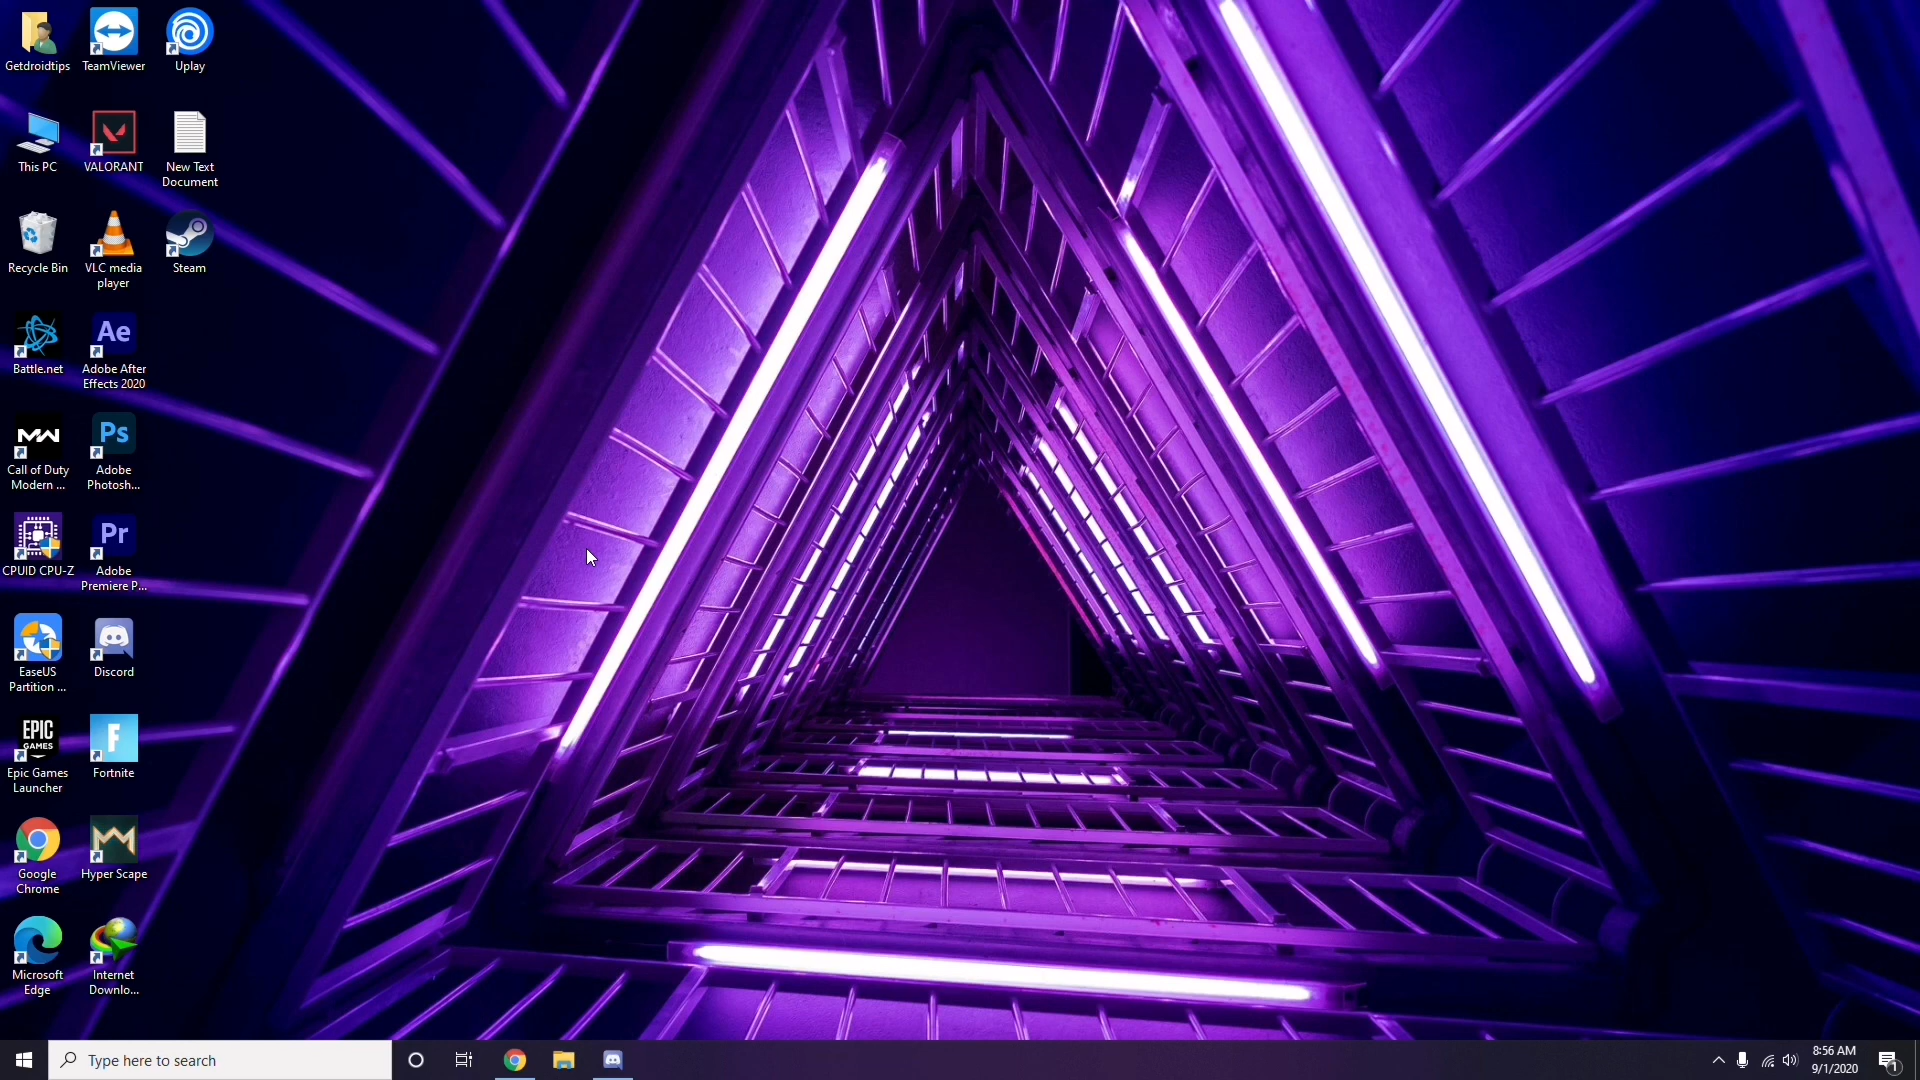 Getdroidtips
TeamViewer
Uplay
This PC
VALORANT
New Text
Document
Recycle Bin
VLC media
player
Steam
Battle.net
Ae
Adobe After
Effects 2020
MW
Call of Duty
Modern ...
Ps
Adobe
Photosh...
CPUID CPU-Z
Pr
Adobe
Premiere P...
EaseUS
Partition ...
Discord
EPIC
GAMES
Epic Games
Launcher
F
Fortnite
Google
Chrome
Hyper Scape
Microsoft
Edge
Internet
Downlo...
Type here to search
8:56 AM
9/1/2020
1